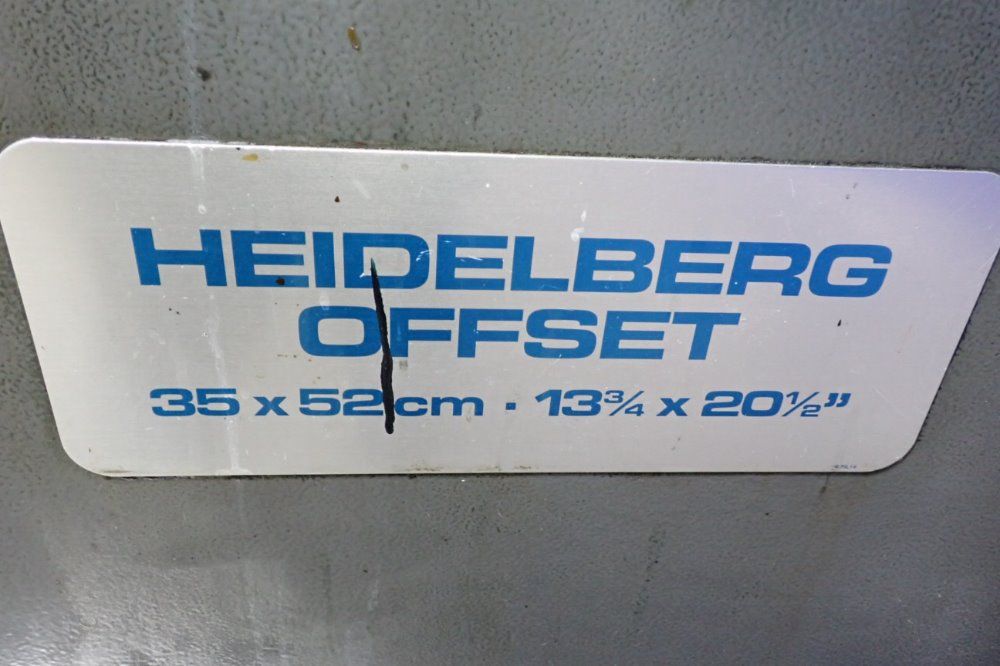 HEIDELBERG
OFFSET
35 x 52 cm · 13¾ x 20½”